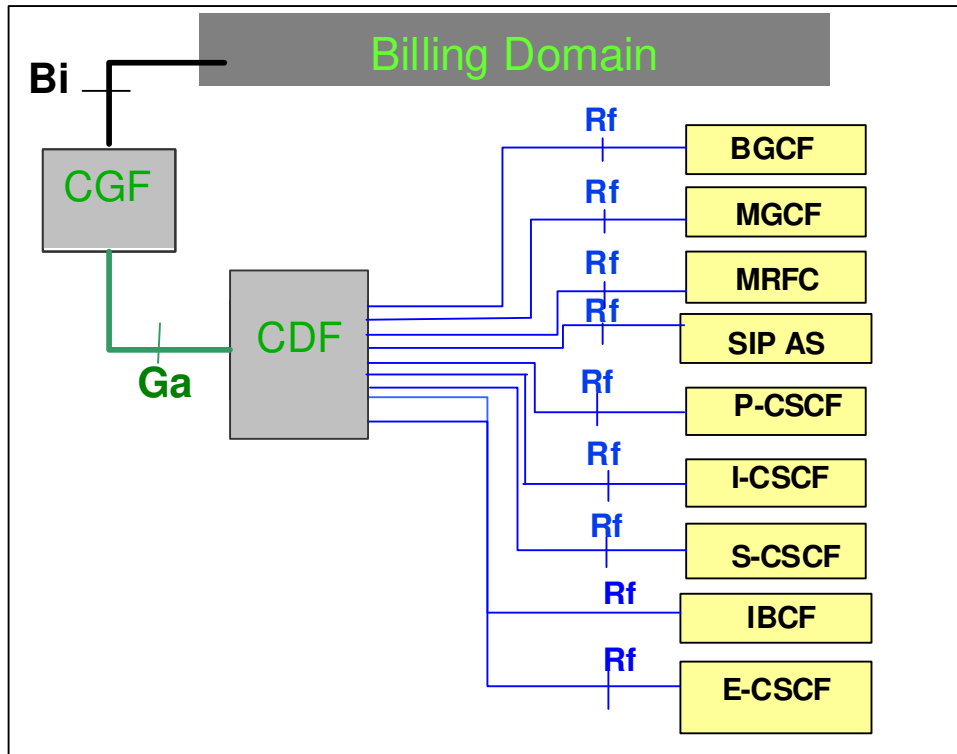 Billing Domain
Bi
CGF
Ga
CDF
Rf
BGCF
Rf
MGCF
Rf
MRFC
Rf
SIP AS
Rf
P-CSCF
Rf
I-CSCF
Rf
S-CSCF
Rf
IBCF
Rf
E-CSCF